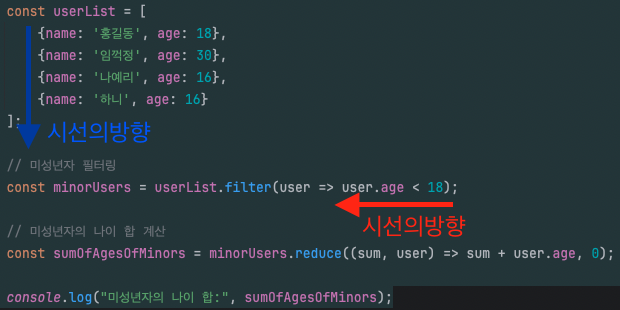 const userList = [
{name: '홍길동', age: 18},
{name: '임꺽정', age: 30},
{name: '나예리', age: 16},
{name: '하니', age: 16}
];
시선의방향
// 미성년자 필터링
const minorUsers = userList.filter(user => user.age < 18);
시선의방향
// 미성년자의 나이 합 계산
const sumOfAgesOfMinors = minorUsers.reduce((sum, user) => sum + user.age, 0);
console.log("미성년자의 나이 합:", sumOfAgesOfMinors);